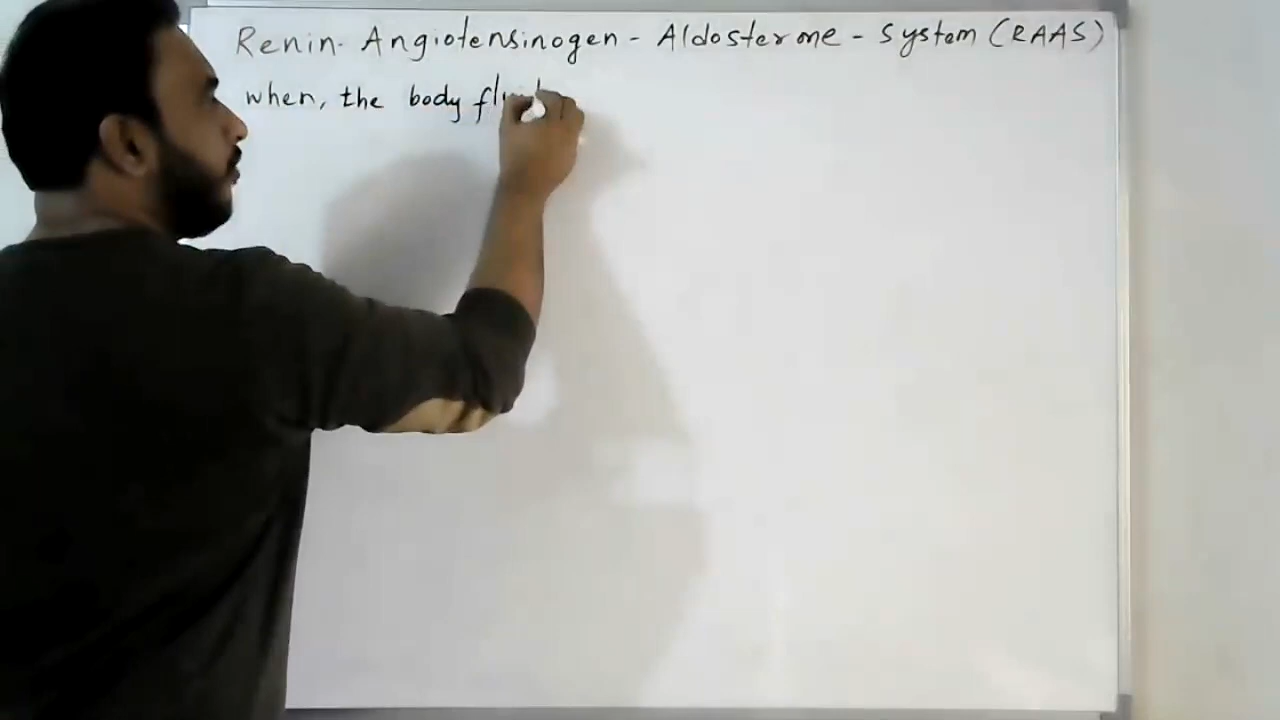 Renin - Angiotensinogen - Aldosterone - System (RAAS)
when, the body